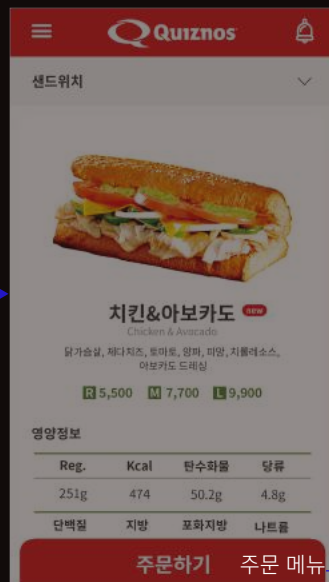 Quiznos
샌드위치
치킨&아보카도 new
Chicken & Avocado
닭가슴살, 체다치즈, 토마토, 양파, 피망, 치폴레소스,
아보카도 드레싱
R 5,500 M 7,700 L 9,900
영양정보
Reg. Kcal 탄수화물 당류
251g 474 50.2g 4.8g
단백질 지방 포화지방 나트륨
주문하기 주문 메뉴